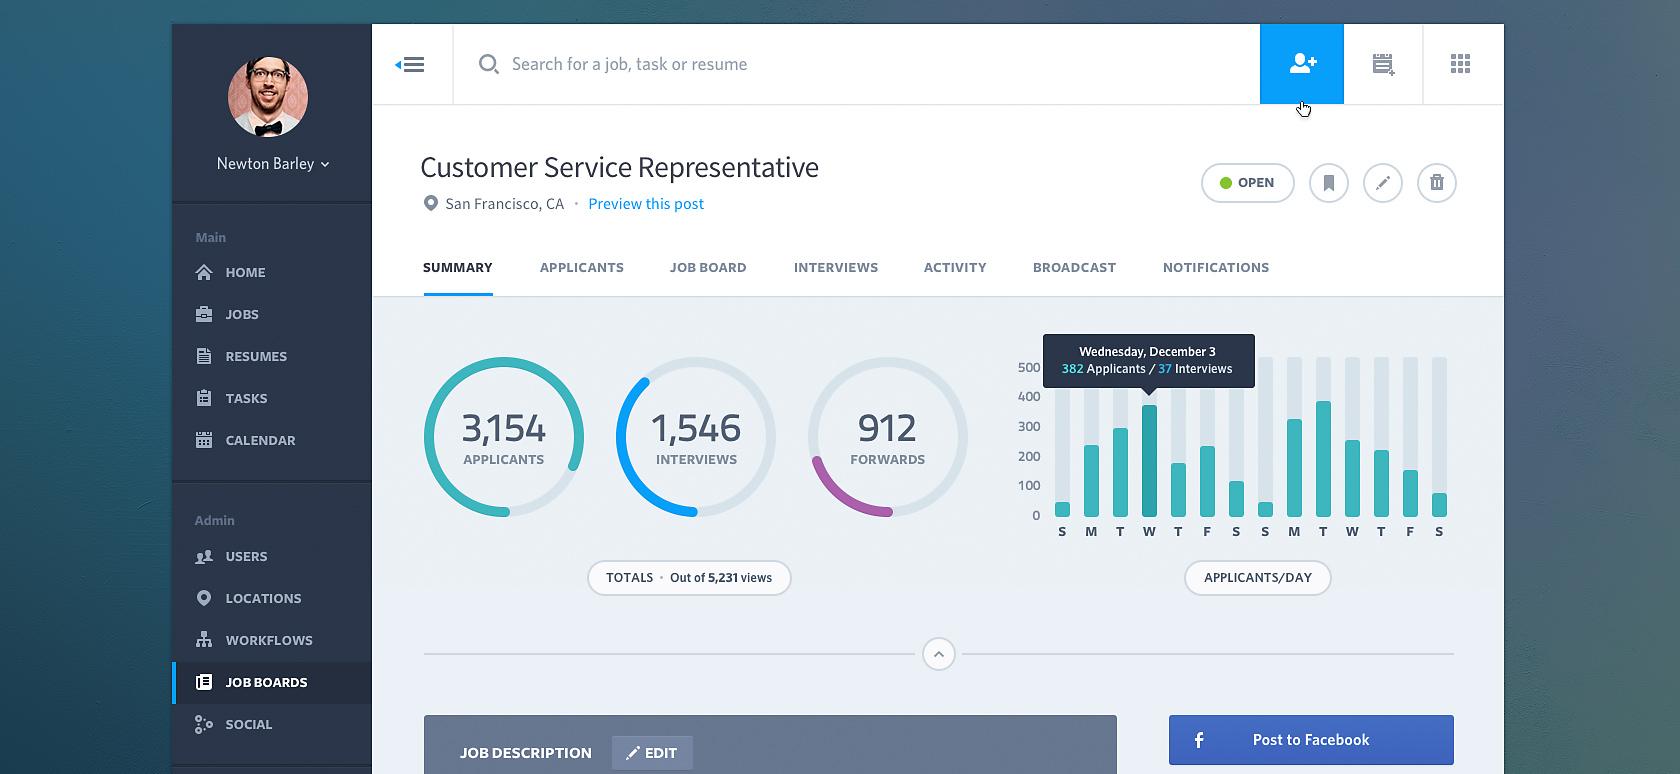 Newton Barley
Main
HOME
JOBS
RESUMES
TASKS
CALENDAR
Admin
USERS
LOCATIONS
WORKFLOWS
JOB BOARDS
SOCIAL
Search for a job, task or resume
Customer Service Representative
San Francisco, CA • Preview this post
OPEN
SUMMARY APPLICANTS JOB BOARD INTERVIEWS ACTIVITY BROADCAST NOTIFICATIONS
3,154
APPLICANTS
1,546
INTERVIEWS
912
FORWARDS
TOTALS • Out of 5,231 views
Wednesday, December 3
382 Applicants / 37 Interviews
500
400
300
200
100
0
S M T W T F S S M T W T F S
APPLICANTS/DAY
JOB DESCRIPTION EDIT
f Post to Facebook